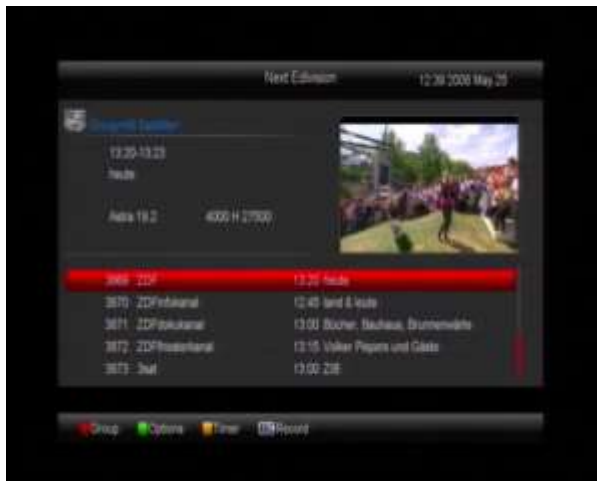 Next Edivision 12:39 2008 May 25
13:20-13:23
heute
Astra 19.2 4000 H 27500
3969 ZDF 13:20 heute
3670 ZDFinfokanal 12:45 land & leute
3671 ZDFdokukanal 13:00 Bücher, Bauhaus, Brunnenwärte
3672 ZDFtheaterkanal 13:15 Volker Pispers und Gäste
3673 3sat 13:00 ZIB
Group Options Timer Record